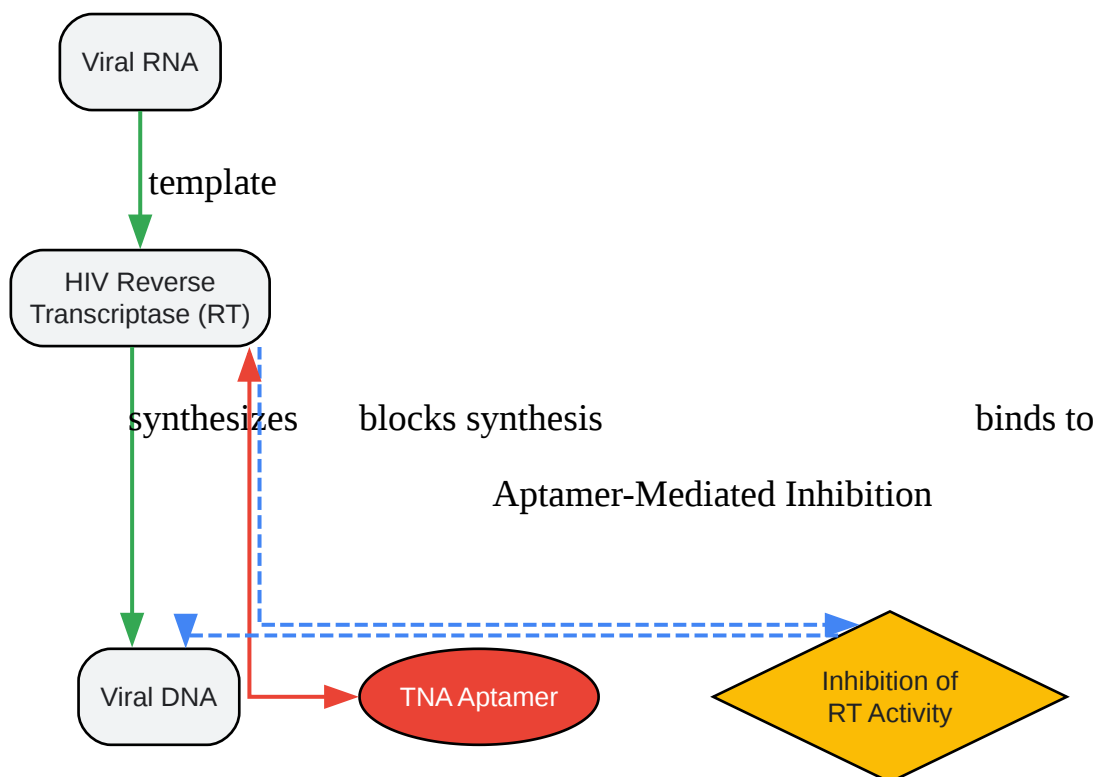 Viral RNA
template
HIV Reverse
Transcriptase (RT)
synthesizes
blocks synthesis
binds to
Aptamer-Mediated Inhibition
Viral DNA
TNA Aptamer
Inhibition of
RT Activity